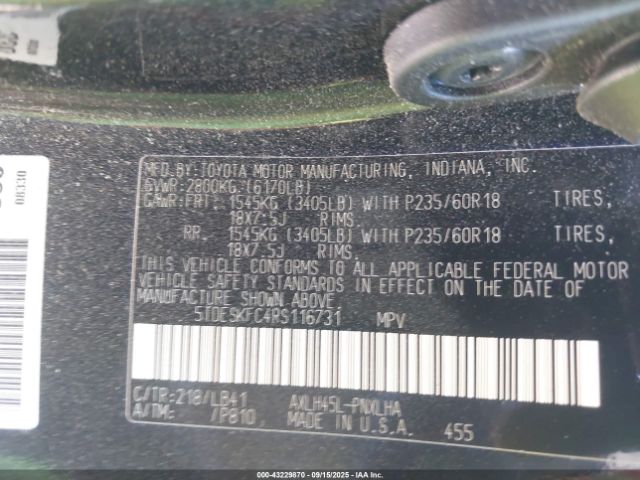 08330
MFD.BY:TOYOTA MOTOR MANUFACTURING, INDIANA, INC.
GVWR:2800KG (6170LB)
GAWR:FRT: 1545KG (3405LB) WITH P235/60R18 TIRES,
18X7.5J RIMS,
RR. 1545KG (3405LB) WITH P235/60R18 TIRES,
18X7.5J RIMS.
THIS VEHICLE CONFORMS TO ALL APPLICABLE FEDERAL MOTOR
VEHICLE SAFETY STANDARDS IN EFFECT ON THE DATE OF
MANUFACTURE SHOWN ABOVE.
5TDESKFC4RS116731 MPV
C/TR:218/LB41 AXLH45L-PNXLHA
A/TM: /P810, MADE IN U.S.A. 455
000-43229870 (09/15/2025) IAAI.COM